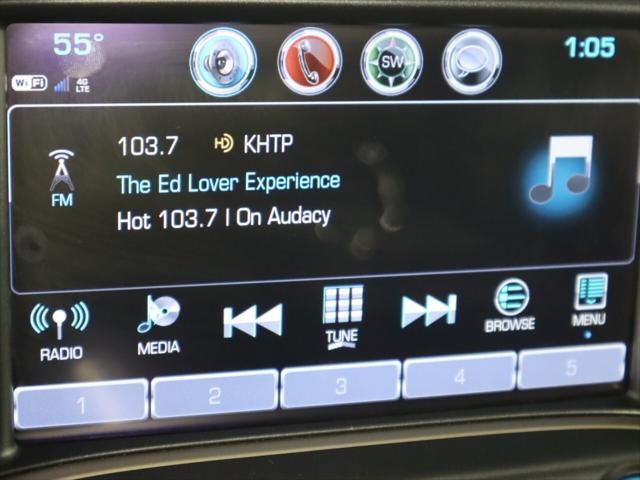 55°
SW
1:05
WiFi
4G
LTE
103.7 HD KHTP
The Ed Lover Experience
FM
Hot 103.7 | On Audacy
RADIO
MEDIA
TUNE
BROWSE
MENU
1
2
3
4
5